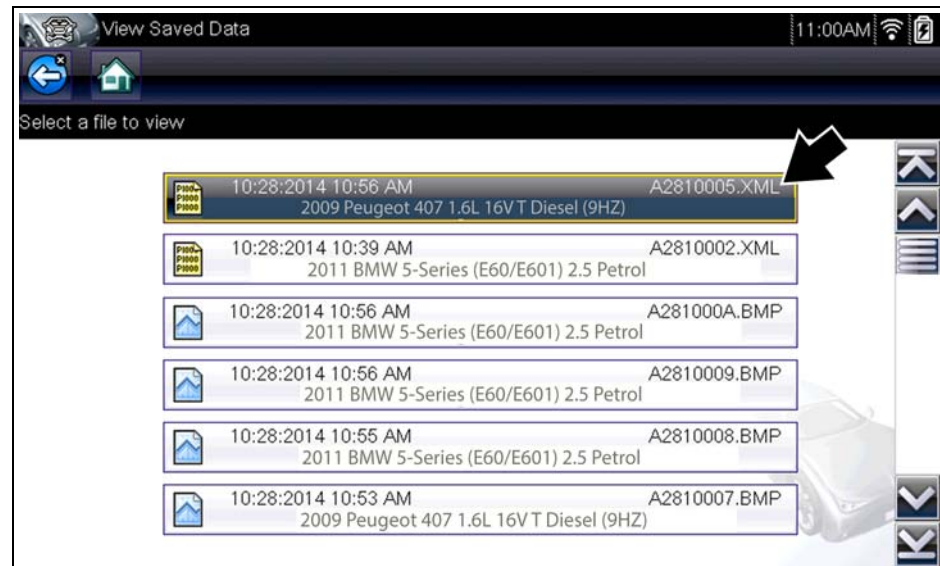 View Saved Data
11:00AM
Select a file to view
10:28:2014 10:56 AM A2810005.XML
2009 Peugeot 407 1.6L 16V T Diesel (9HZ)
10:28:2014 10:39 AM A2810002.XML
2011 BMW 5-Series (E60/E601) 2.5 Petrol
10:28:2014 10:56 AM A281000A.BMP
2011 BMW 5-Series (E60/E601) 2.5 Petrol
10:28:2014 10:56 AM A2810009.BMP
2011 BMW 5-Series (E60/E601) 2.5 Petrol
10:28:2014 10:55 AM A2810008.BMP
2011 BMW 5-Series (E60/E601) 2.5 Petrol
10:28:2014 10:53 AM A2810007.BMP
2009 Peugeot 407 1.6L 16V T Diesel (9HZ)